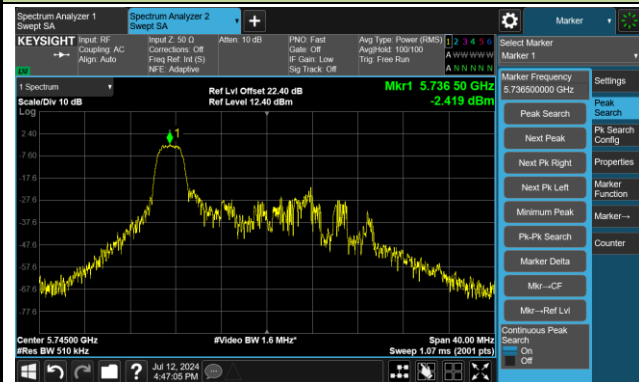 Spectrum Analyzer 1
Swept SA
Spectrum Analyzer 2
Swept SA
+
Marker
KEYSIGHT
Input: RF
Coupling: AC
Align: Auto
Input Z: 50 Ω
Corrections: Off
Freq Ref: Int (S)
NFE: Adaptive
Atten: 10 dB
PNO: Fast
Gate: Off
IF Gain: Low
Sig Track: Off
Avg Type: Power (RMS)
Avg|Hold: 100/100
Trig: Free Run
1 2 3 4 5 6
A W W W W W
A N N N N N
LXI
Select Marker
Marker 1
1 Spectrum
Scale/Div 10 dB
Log
Ref Lvl Offset 22.40 dB
Ref Level 12.40 dBm
Mkr1 5.736 50 GHz
-2.419 dBm
1
2.40
-7.60
-17.6
-27.6
-37.6
-47.6
-57.6
-67.6
-77.6
Center 5.74500 GHz
#Res BW 510 kHz
#Video BW 1.6 MHz*
Span 40.00 MHz
Sweep 1.07 ms (2001 pts)
Marker Frequency
5.736500000 GHz
Peak Search
Next Peak
Next Pk Right
Next Pk Left
Minimum Peak
Pk-Pk Search
Marker Delta
Mkr→CF
Mkr→Ref Lvl
Continuous Peak
Search
On
Off
Settings
Peak
Search
Pk Search
Config
Properties
Marker
Function
Marker→
Counter
?
Jul 12, 2024
4:47:05 PM